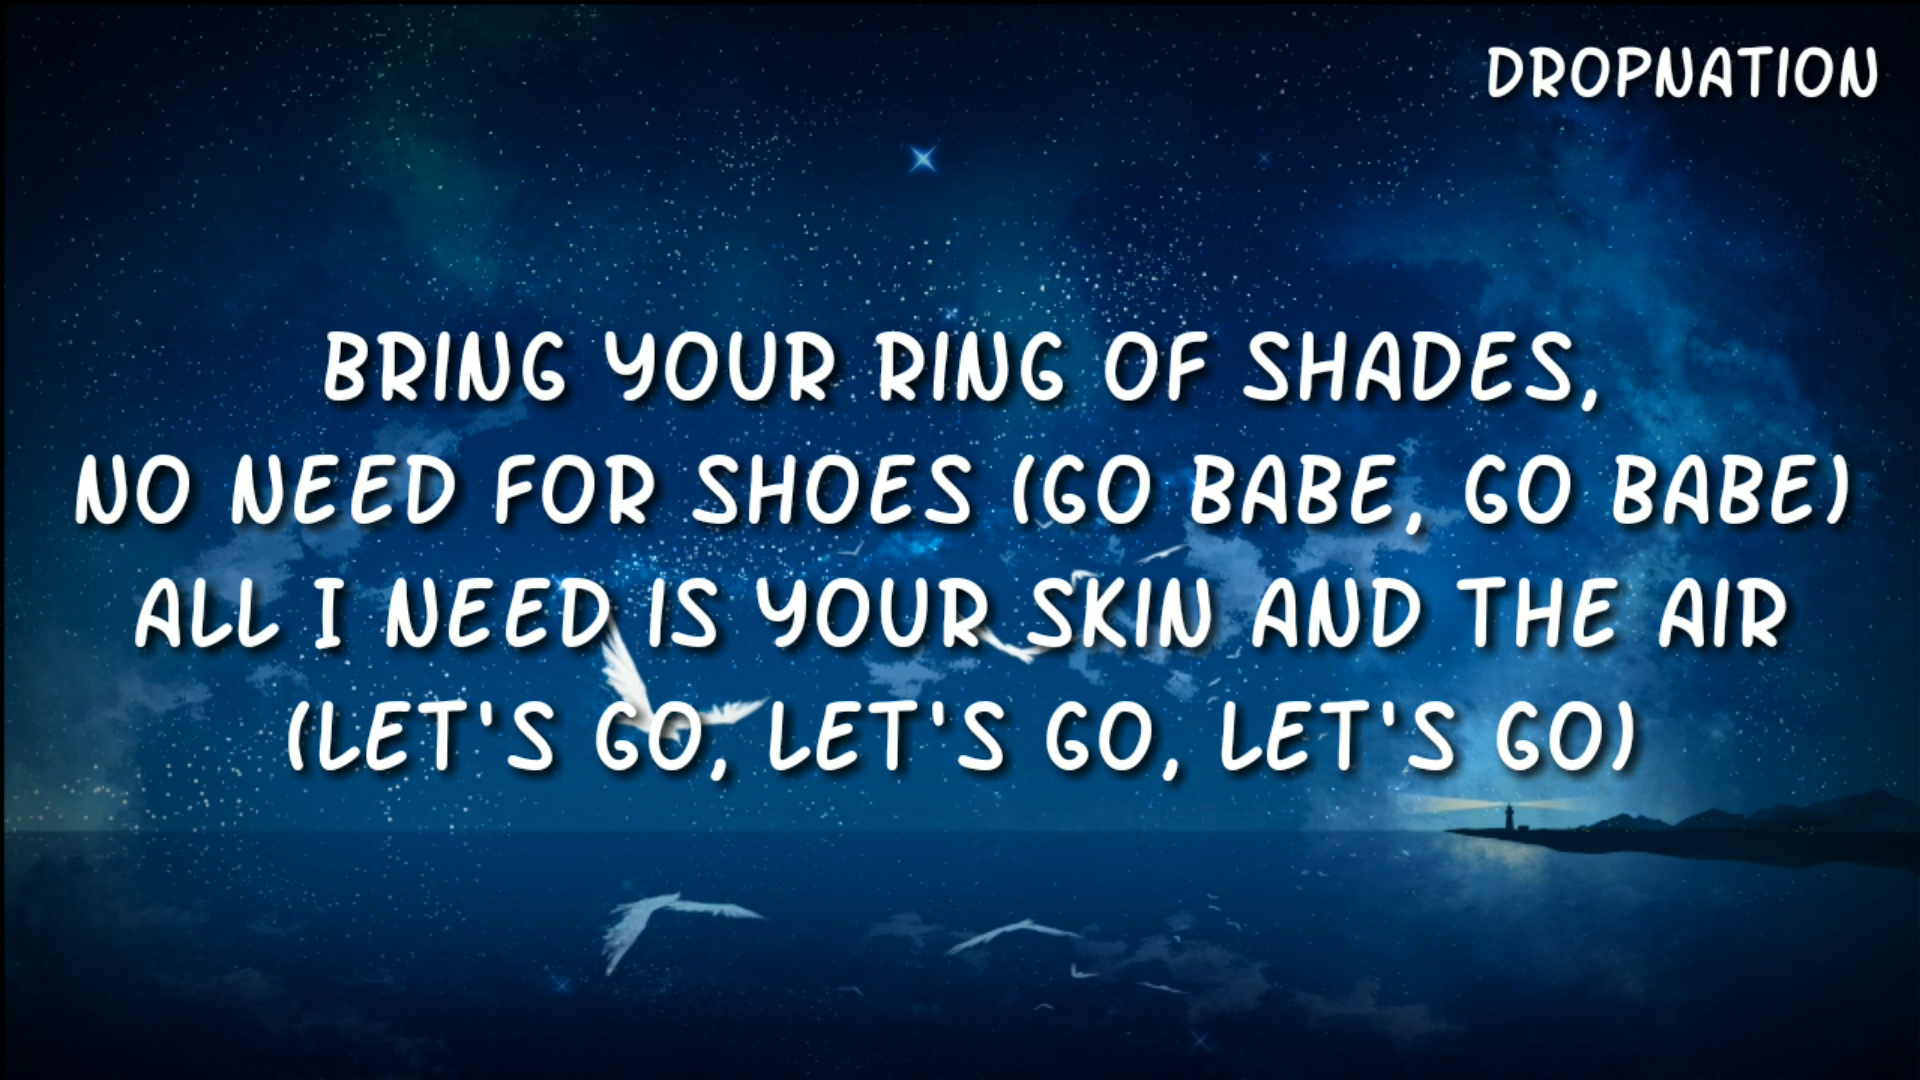 DROPNATION
BRING YOUR RING OF SHADES,
NO NEED FOR SHOES (GO BABE, GO BABE)
ALL I NEED IS YOUR SKIN AND THE AIR
(LET'S GO, LET'S GO, LET'S GO)